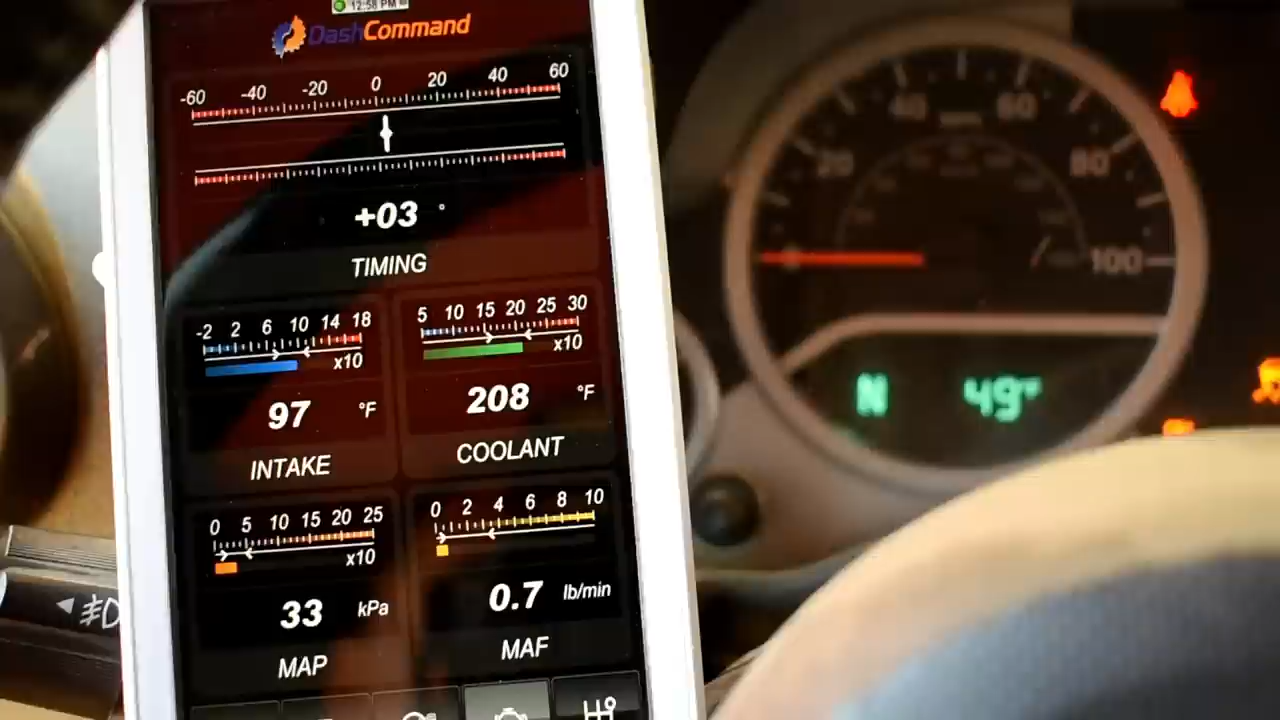 12:58 PM
DashCommand
-60 -40 -20 0 20 40 60
+03 °
TIMING
-2 2 6 10 14 18
x10
97 °F
INTAKE
5 10 15 20 25 30
x10
208 °F
COOLANT
0 5 10 15 20 25
x10
33 kPa
MAP
0 2 4 6 8 10
0.7 lb/min
MAF
20 40 60 80 100
N 49°F